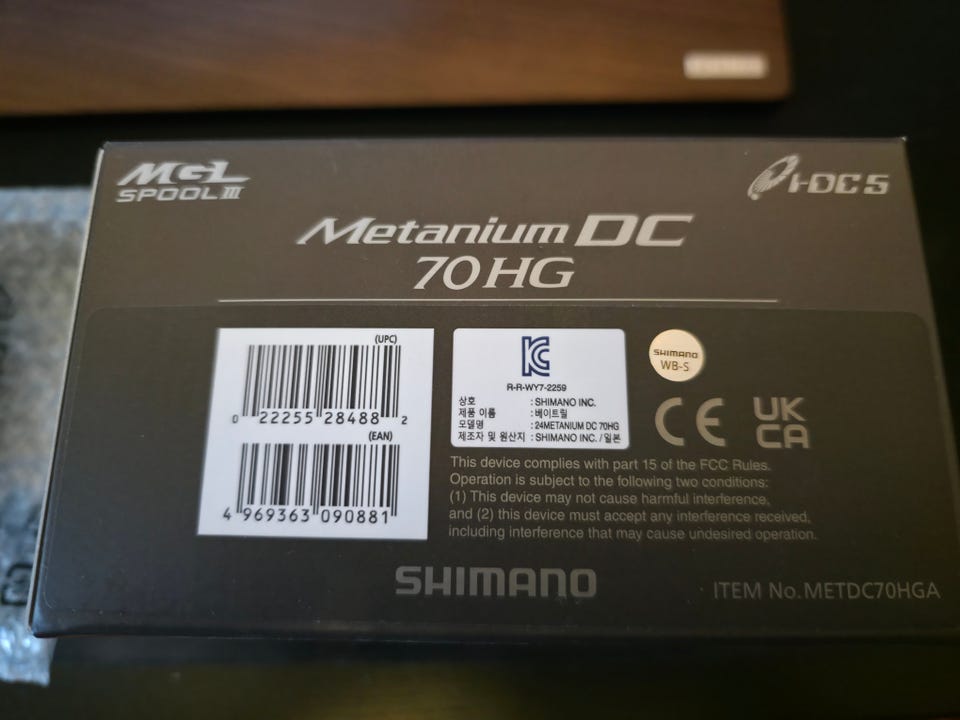 MGL
SPOOL III
I-DC5
Metanium DC
70HG
(UPC)
0 22255 28488 2
(EAN)
4 969363 090881
KC
R-R-WY7-2259
상호 : SHIMANO INC.
제품 이름 : 베이트릴
모델명 : 24METANIUM DC 70HG
제조자 및 원산지 : SHIMANO INC. / 일본
SHIMANO
WB-S
CE
UK
CA
This device complies with part 15 of the FCC Rules.
Operation is subject to the following two conditions:
(1) This device may not cause harmful interference,
and (2) this device must accept any interference received,
including interference that may cause undesired operation.
SHIMANO
ITEM No. METDC70HGA